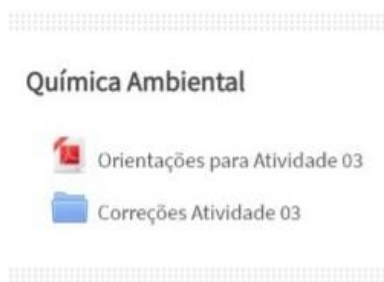 Química Ambiental
Orientações para Atividade 03
Correções Atividade 03